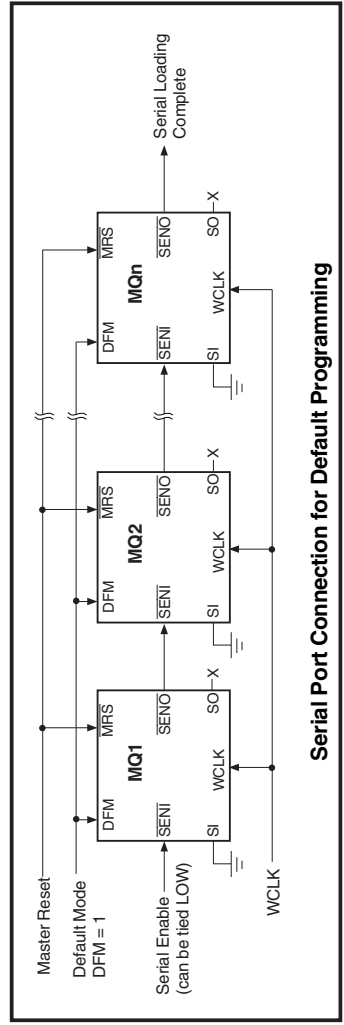 Master Reset
Default Mode
DFM = 1
DFM
MRS
DFM
MRS
DFM
MRS
MQ1
MQ2
MQn
Serial Enable
(can be tied LOW)
SENI
SENO
SENI
SENO
SENI
SENO
Serial Loading
Complete
SI
WCLK
SO
X
SI
WCLK
SO
X
SI
WCLK
SO
X
WCLK
Serial Port Connection for Default Programming